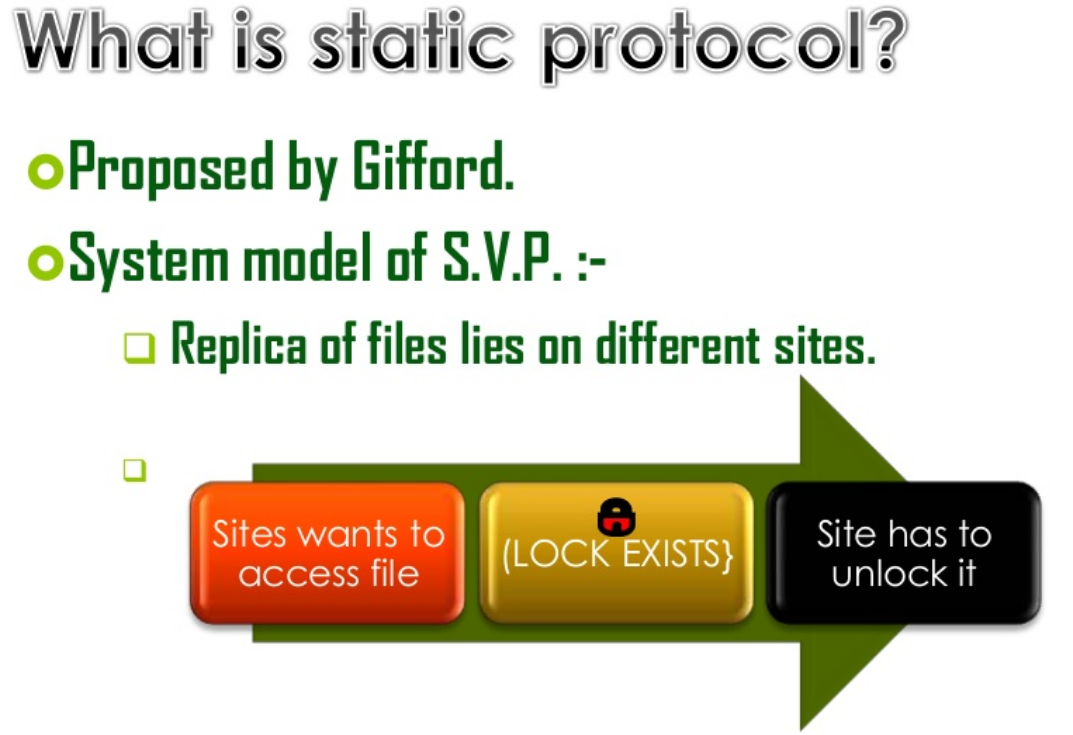 What is static protocol?
Proposed by Gifford.
System model of S.V.P. :-
Replica of files lies on different sites.
Sites wants to
access file
(LOCK EXISTS}
Site has to
unlock it